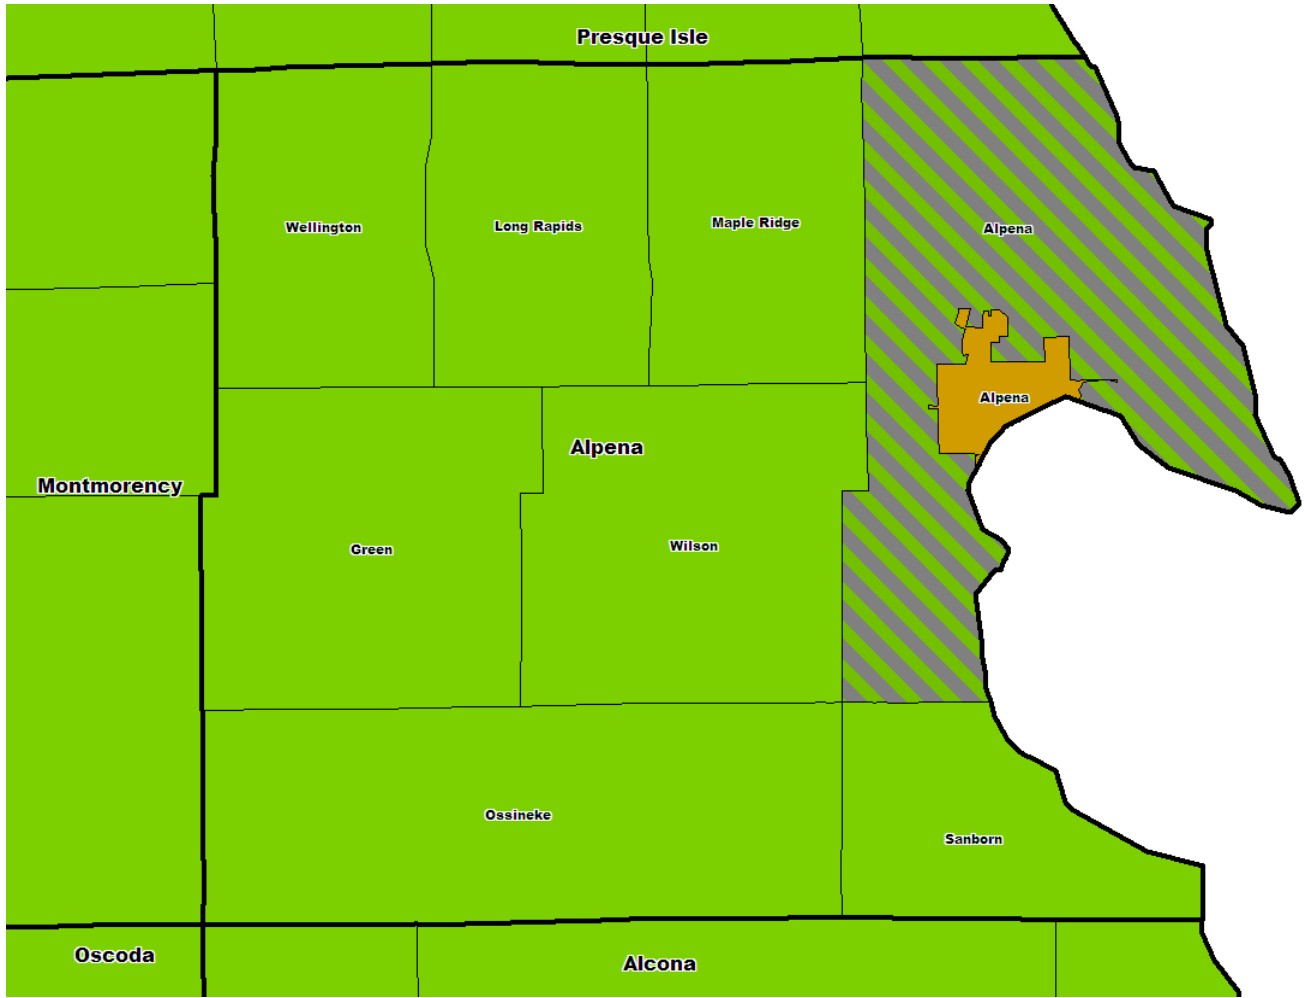 Presque Isle
Wellington
Long Rapids
Maple Ridge
Alpena
Alpena
Alpena
Montmorency
Green
Wilson
Ossineke
Sanborn
Oscoda
Alcona